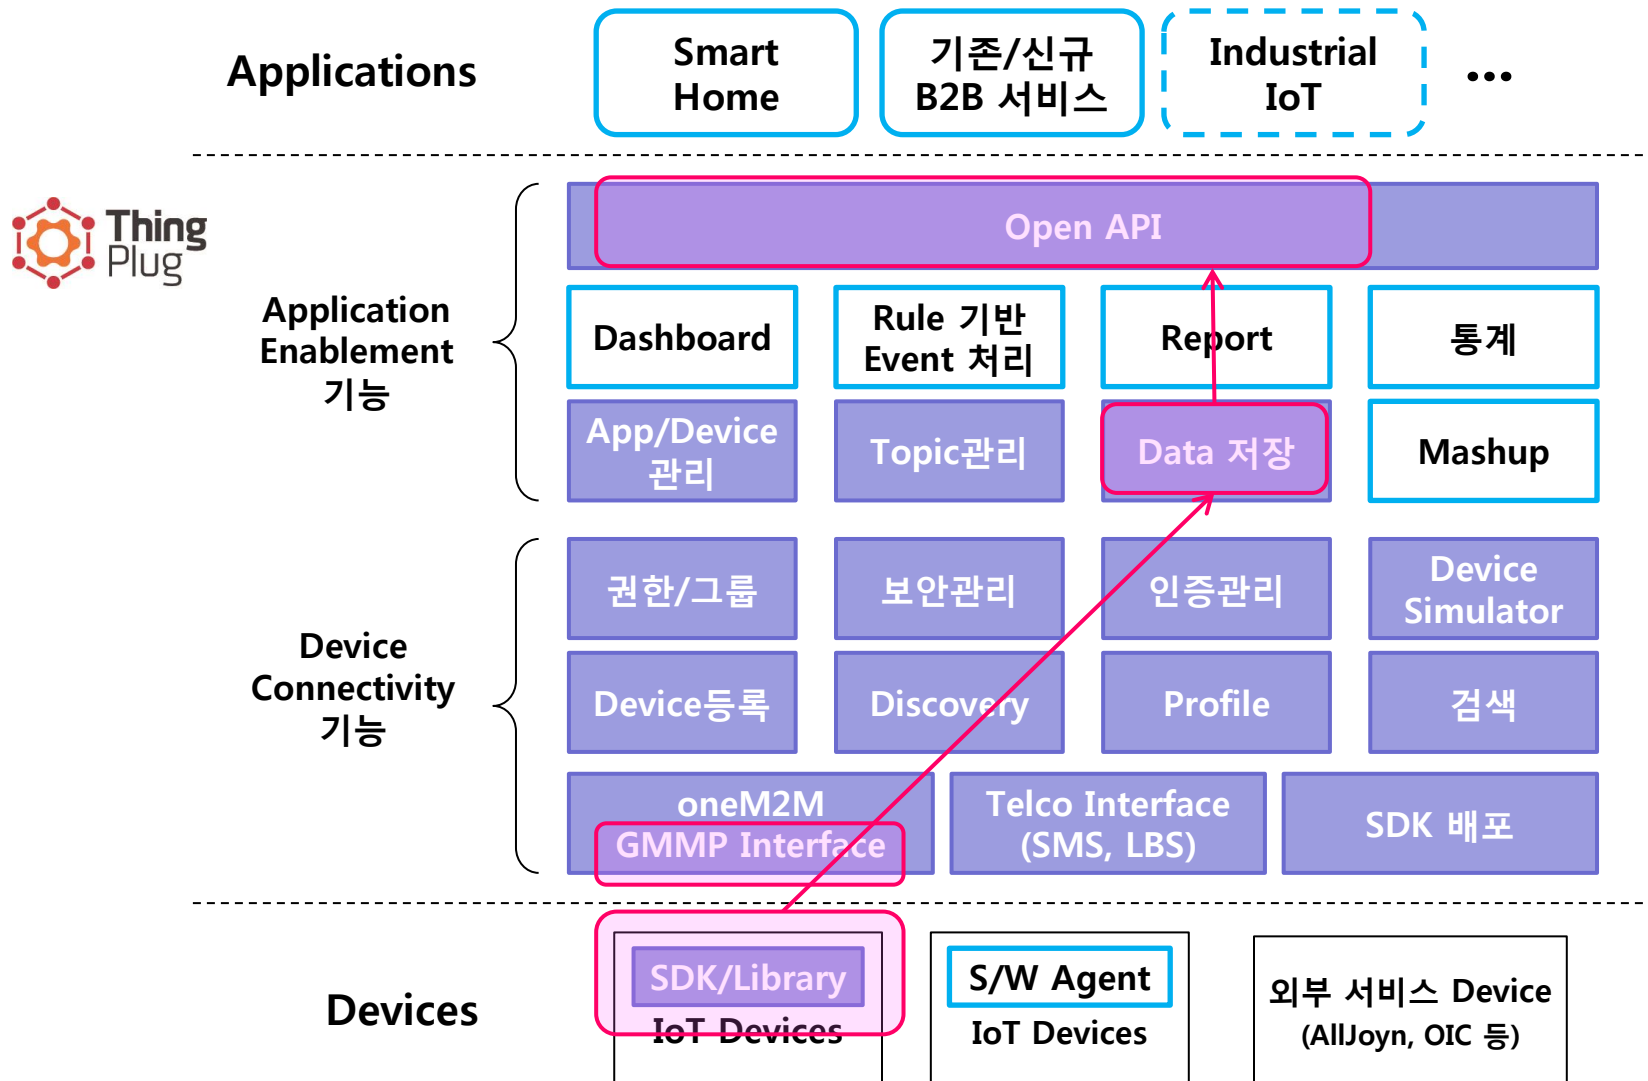 Applications
Smart
Home
기존/신규
B2B 서비스
Industrial
IoT
...
Thing
Plug
Application
Enablement
기능
Open API
Dashboard
Rule 기반
Event 처리
Report
통계
App/Device
관리
Topic관리
Data 저장
Mashup
Device
Connectivity
기능
권한/그룹
보안관리
인증관리
Device
Simulator
Device등록
Discovery
Profile
검색
oneM2M
GMMP Interface
Telco Interface
(SMS, LBS)
SDK 배포
Devices
SDK/Library
IoT Devices
S/W Agent
IoT Devices
외부 서비스 Device
(AllJoyn, OIC 등)